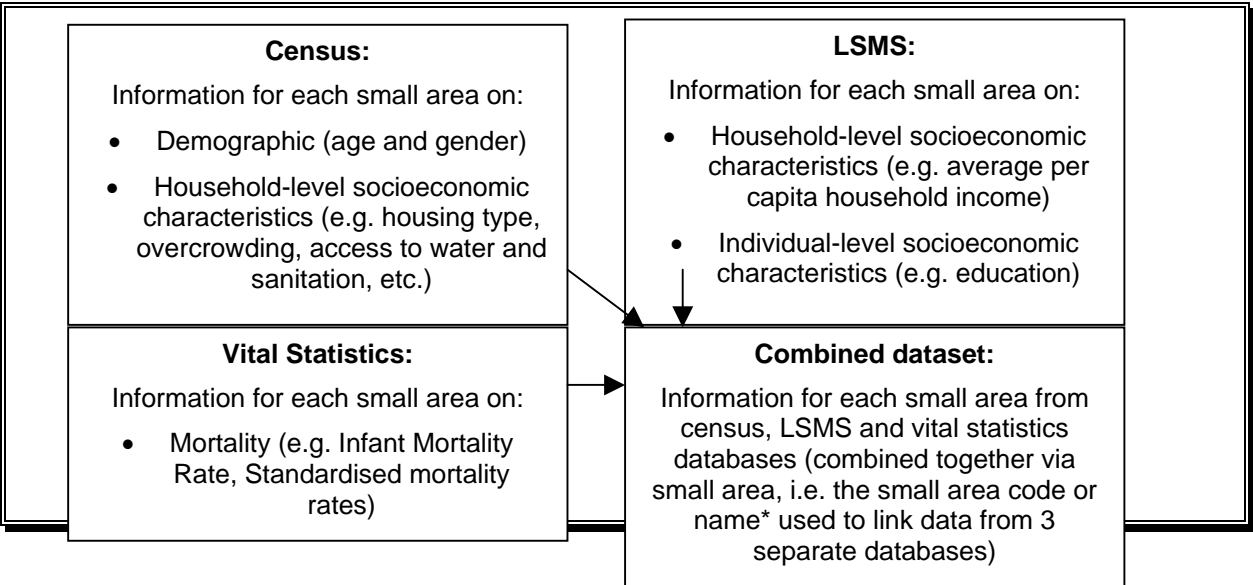 Census:
Information for each small area on:
• Demographic (age and gender)
• Household-level socioeconomic
characteristics (e.g. housing type,
overcrowding, access to water and
sanitation, etc.)
LSMS:
Information for each small area on:
• Household-level socioeconomic
characteristics (e.g. average per
capita household income)
• Individual-level socioeconomic
characteristics (e.g. education)
Vital Statistics:
Information for each small area on:
• Mortality (e.g. Infant Mortality
Rate, Standardised mortality
rates)
Combined dataset:
Information for each small area from
census, LSMS and vital statistics
databases (combined together via
small area, i.e. the small area code or
name* used to link data from 3
separate databases)